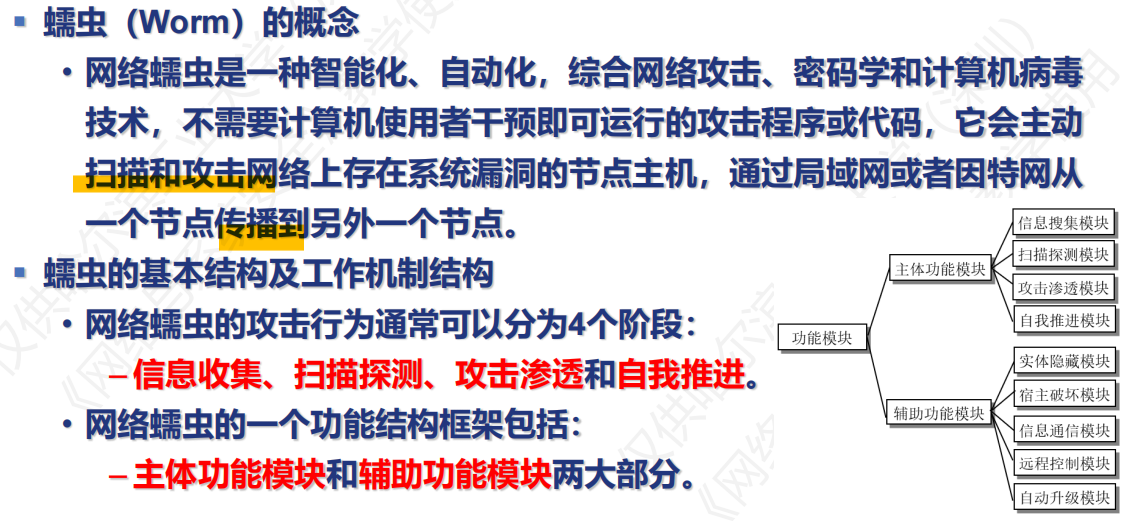 ▪ 蠕虫（Worm）的概念
• 网络蠕虫是一种智能化、自动化，综合网络攻击、密码学和计算机病毒
技术，不需要计算机使用者干预即可运行的攻击程序或代码，它会主动
扫描和攻击网络上存在系统漏洞的节点主机，通过局域网或者因特网从
一个节点传播到另外一个节点。
▪ 蠕虫的基本结构及工作机制结构
• 网络蠕虫的攻击行为通常可以分为4个阶段：
–信息收集、扫描探测、攻击渗透和自我推进。
• 网络蠕虫的一个功能结构框架包括：
–主体功能模块和辅助功能模块两大部分。
功能模块
主体功能模块
信息搜集模块
扫描探测模块
攻击渗透模块
自我推进模块
辅助功能模块
实体隐藏模块
宿主破坏模块
信息通信模块
远程控制模块
自动升级模块